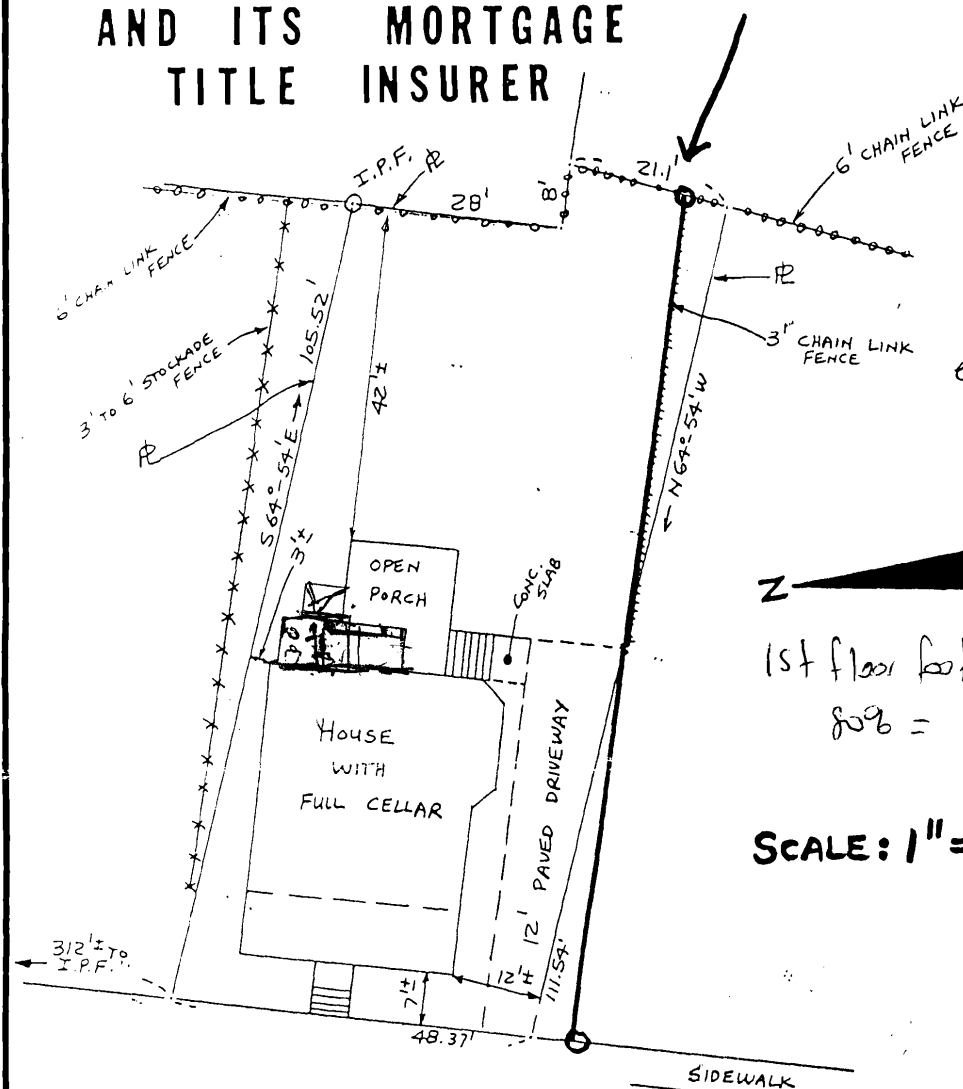 AND ITS MORTGAGE
TITLE INSURER
I.P.F.
PL
28'
8'
21.1'
6' CHAIN LINK
FENCE
6' CHAIN LINK
FENCE
PL
3' TO 6' STOCKADE
FENCE
105.52'
42'±
3' CHAIN LINK
FENCE
PL
S 64°-54' E
N 64°-54' W
3'±
OPEN
PORCH
CONC.
SLAB
Z
1st floor
80% =
HOUSE
WITH
FULL CELLAR
12' PAVED DRIVEWAY
SCALE: 1" =
312'± TO
I.P.F.
12'±
111.54'
7'±
48.37'
SIDEWALK